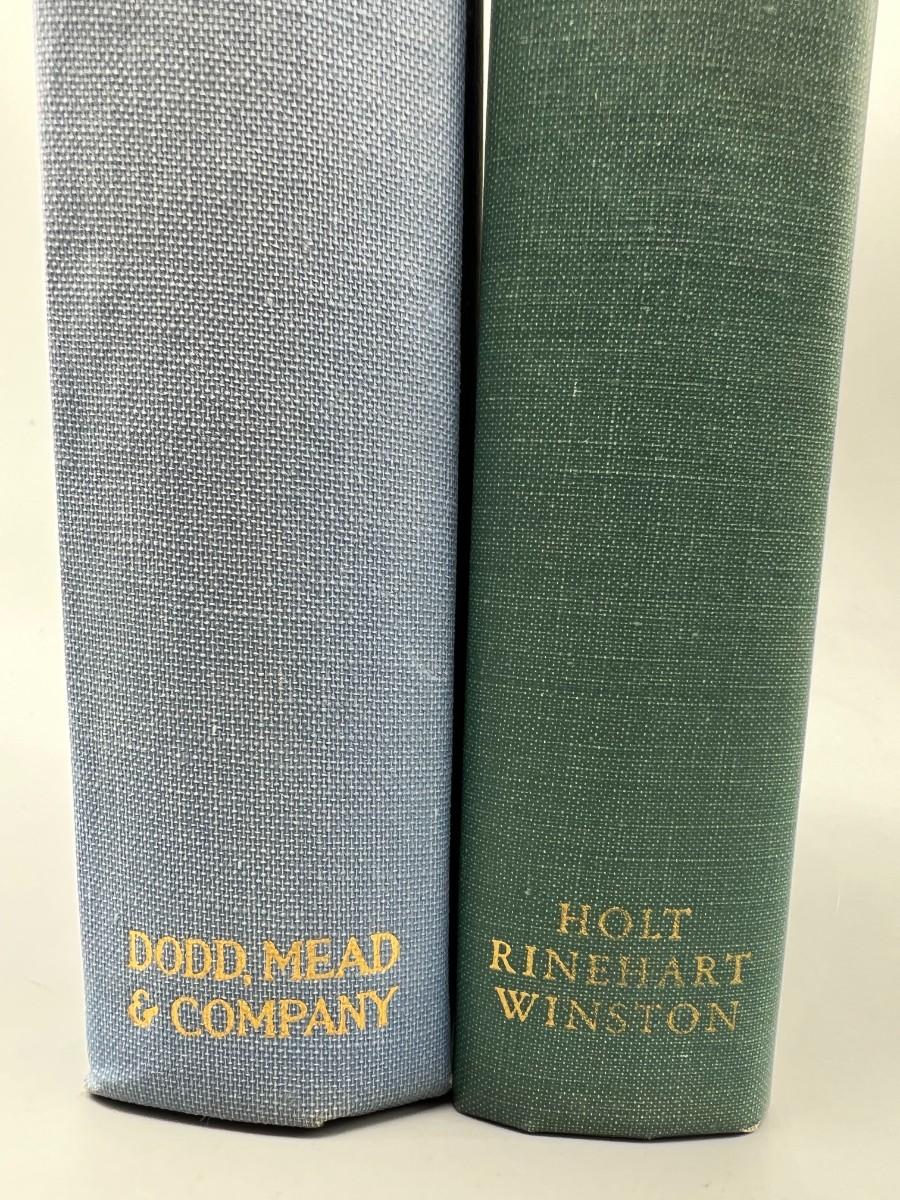 DODD, MEAD
& COMPANY
HOLT
RINEHART
WINSTON